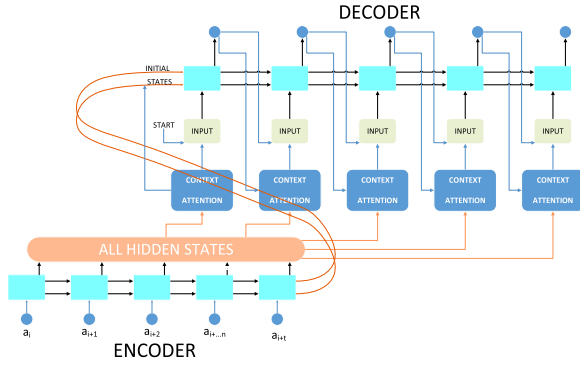 DECODER
INITIAL
STATES
START
INPUT INPUT INPUT INPUT INPUT
CONTEXT CONTEXT CONTEXT CONTEXT CONTEXT
ATTENTION ATTENTION ATTENTION ATTENTION ATTENTION
ALL HIDDEN STATES
ai ai+1 ai+2 ai+...n ai+t
ENCODER